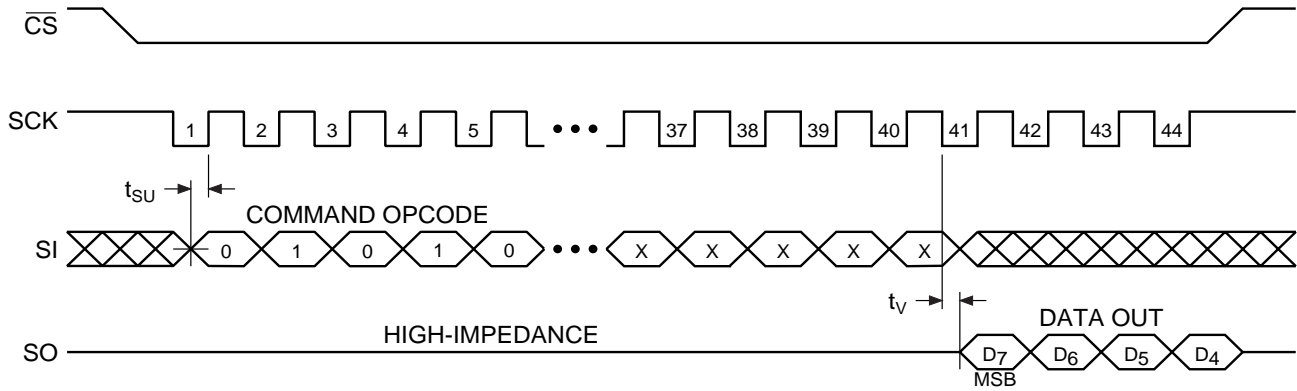 CS
SCK 1 2 3 4 5 ••• 37 38 39 40 41 42 43 44
tSU
COMMAND OPCODE
SI 0 1 0 1 0 ••• X X X X X
tV
HIGH-IMPEDANCE
DATA OUT
SO D7 D6 D5 D4
MSB